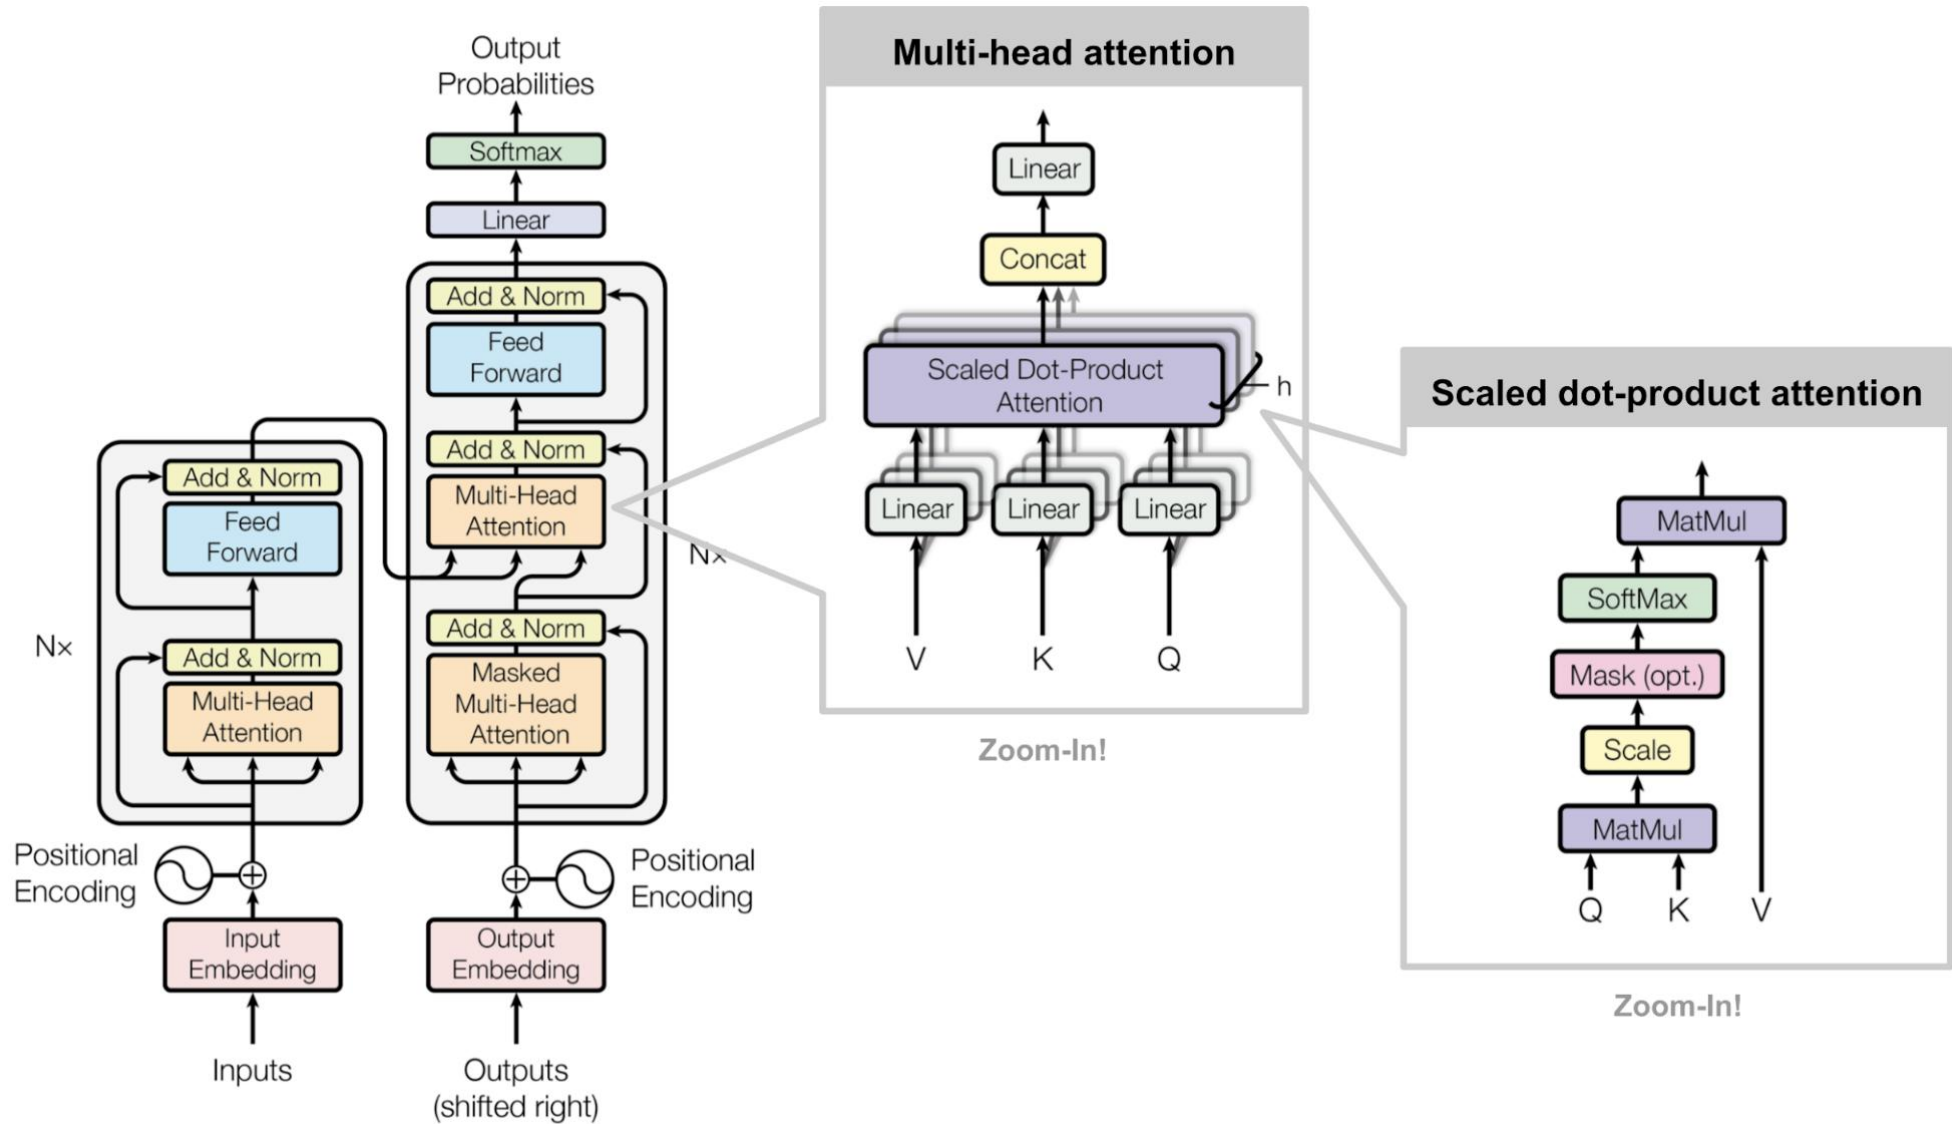 Output
Probabilities
Softmax
Linear
Add & Norm
Feed
Forward
Add & Norm
Multi-Head
Attention
Nx
Add & Norm
Masked
Multi-Head
Attention
Positional
Encoding
Output
Embedding
Outputs
(shifted right)
Add & Norm
Feed
Forward
Nx
Add & Norm
Multi-Head
Attention
Positional
Encoding
Input
Embedding
Inputs
Multi-head attention
Linear
Concat
Scaled Dot-Product
Attention
h
Linear
Linear
Linear
V
K
Q
Zoom-In!
Scaled dot-product attention
MatMul
SoftMax
Mask (opt.)
Scale
MatMul
Q
K
V
Zoom-In!